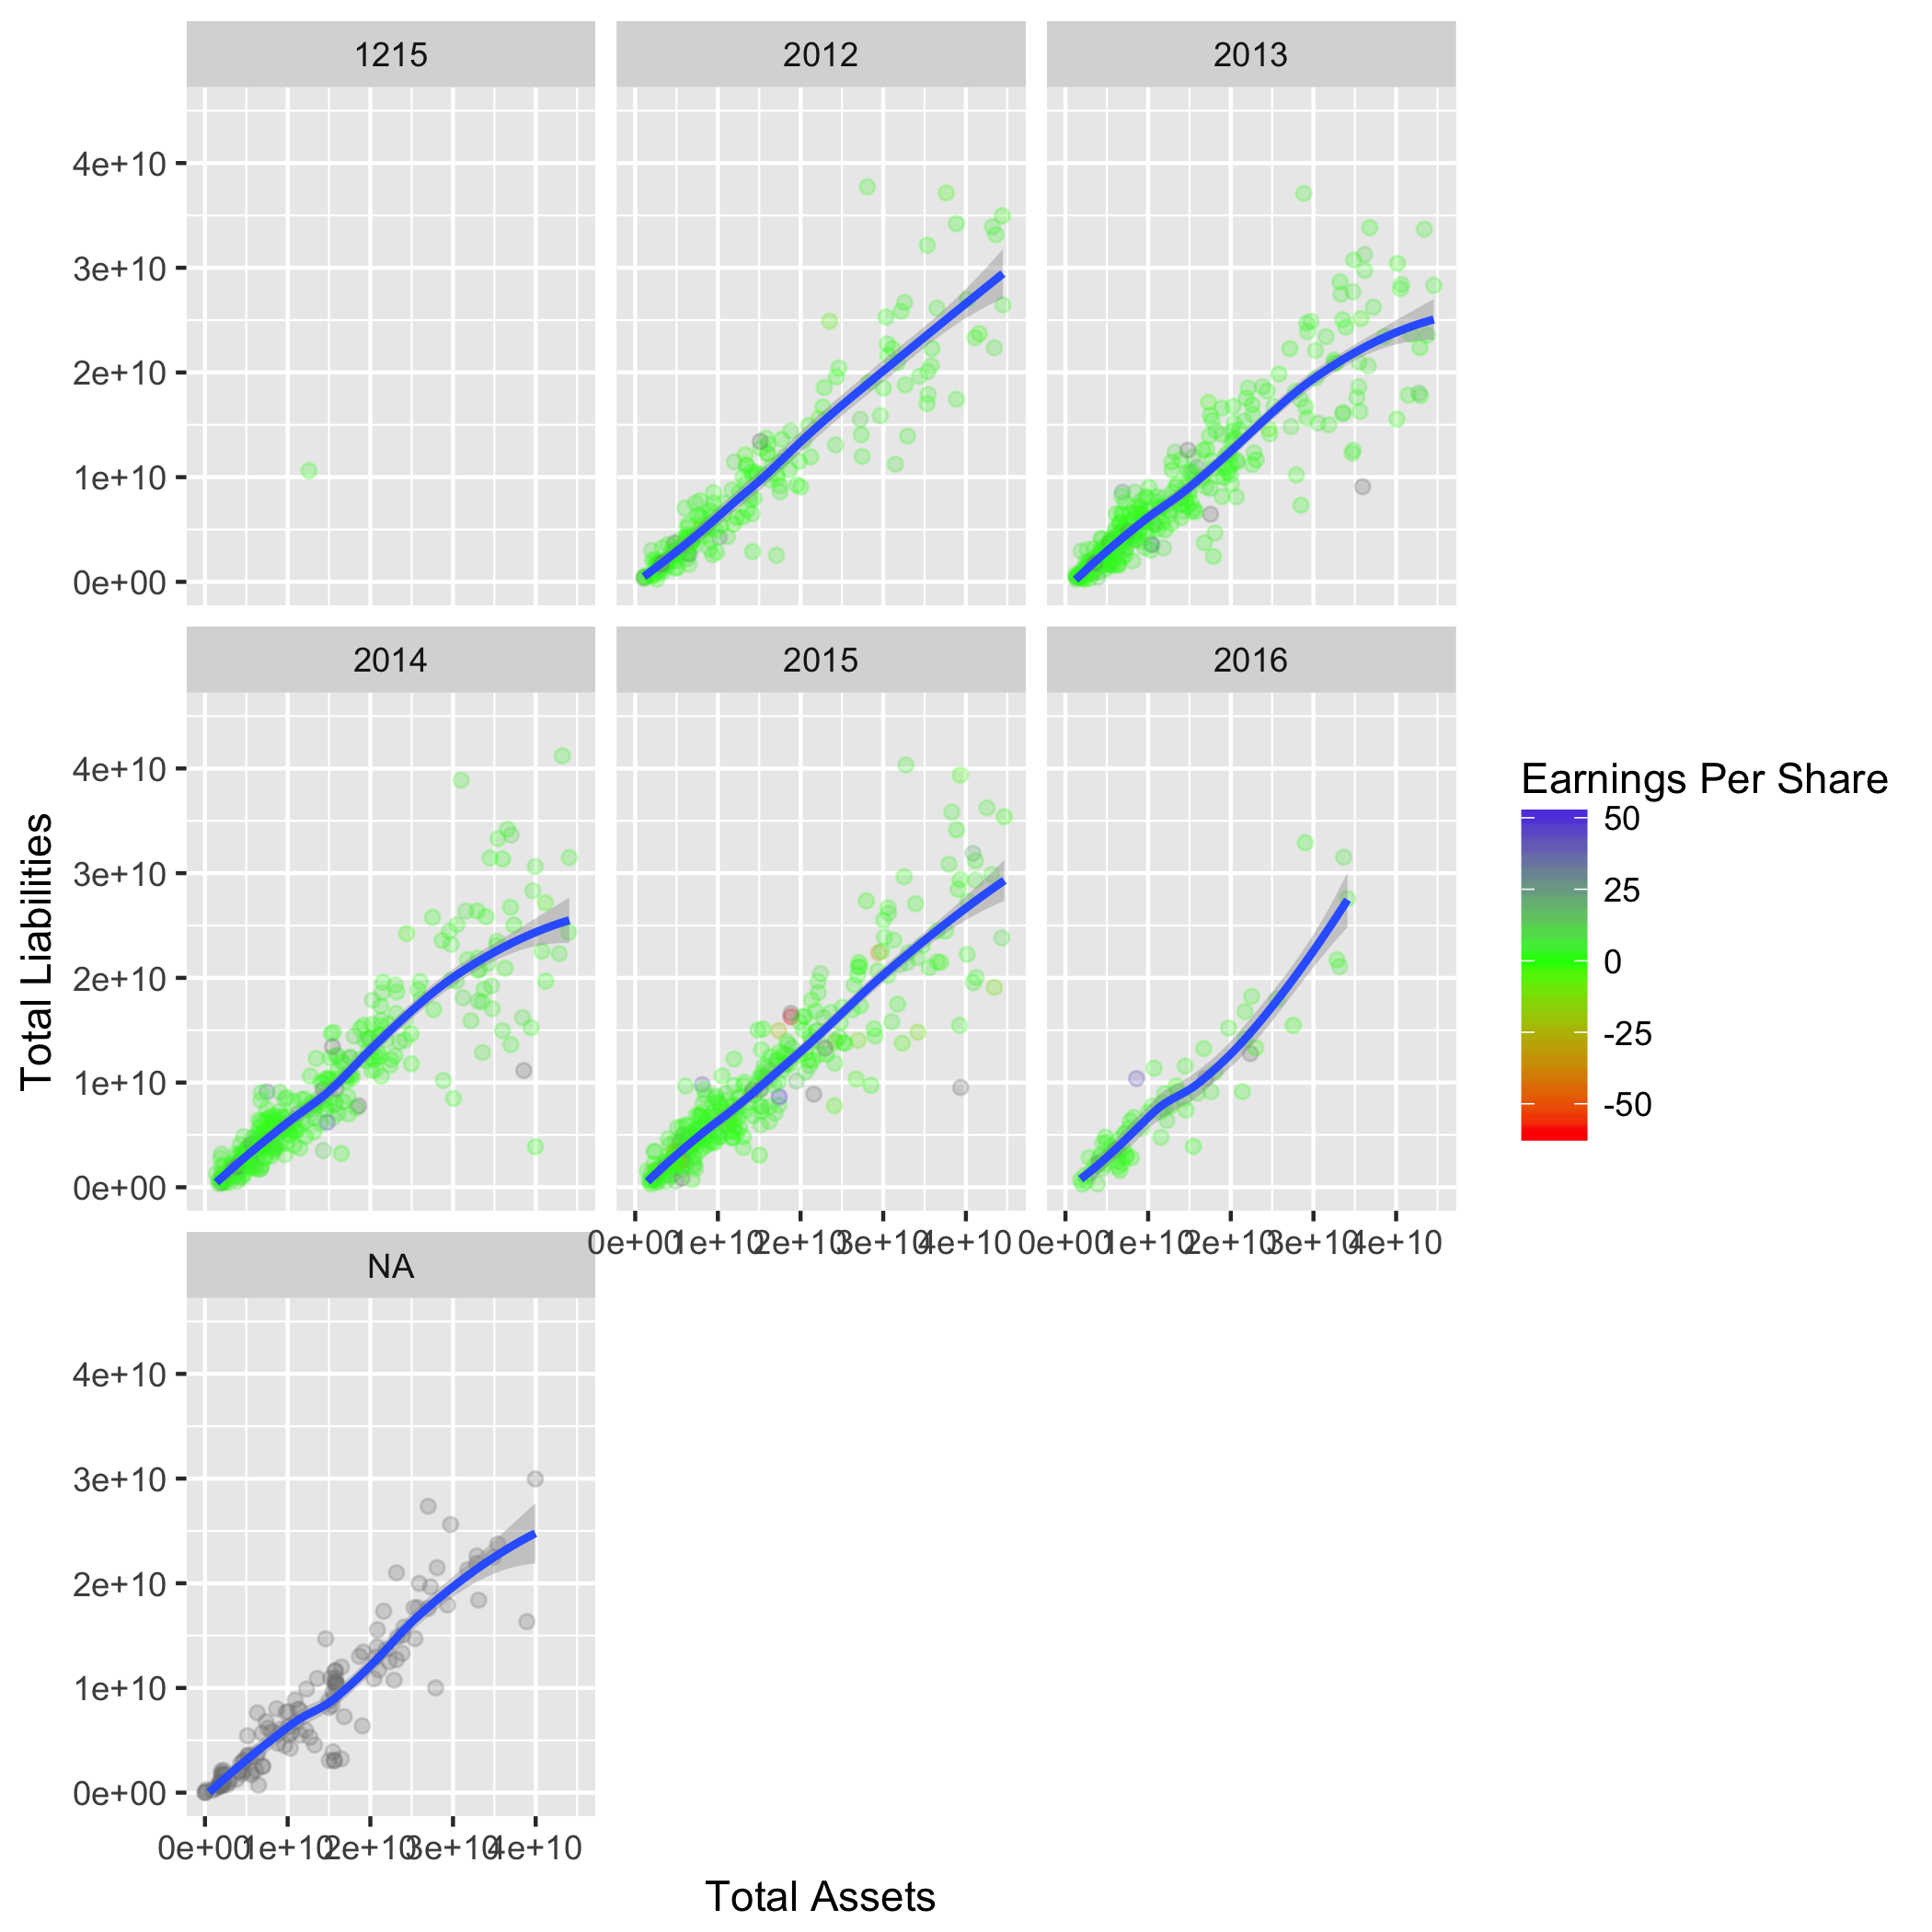 1215 2012 2013
4e+10
3e+10
2e+10
1e+10
0e+00
2014 2015 2016
4e+10
3e+10
2e+10
1e+10
0e+00
0e+00 1e+10 2e+10 3e+10 4e+10 0e+00 1e+10 2e+10 3e+10 4e+10
NA
4e+10
3e+10
2e+10
1e+10
0e+00
0e+00 1e+10 2e+10 3e+10 4e+10
Total Assets
Total Liabilities
Earnings Per Share
50
25
0
-25
-50